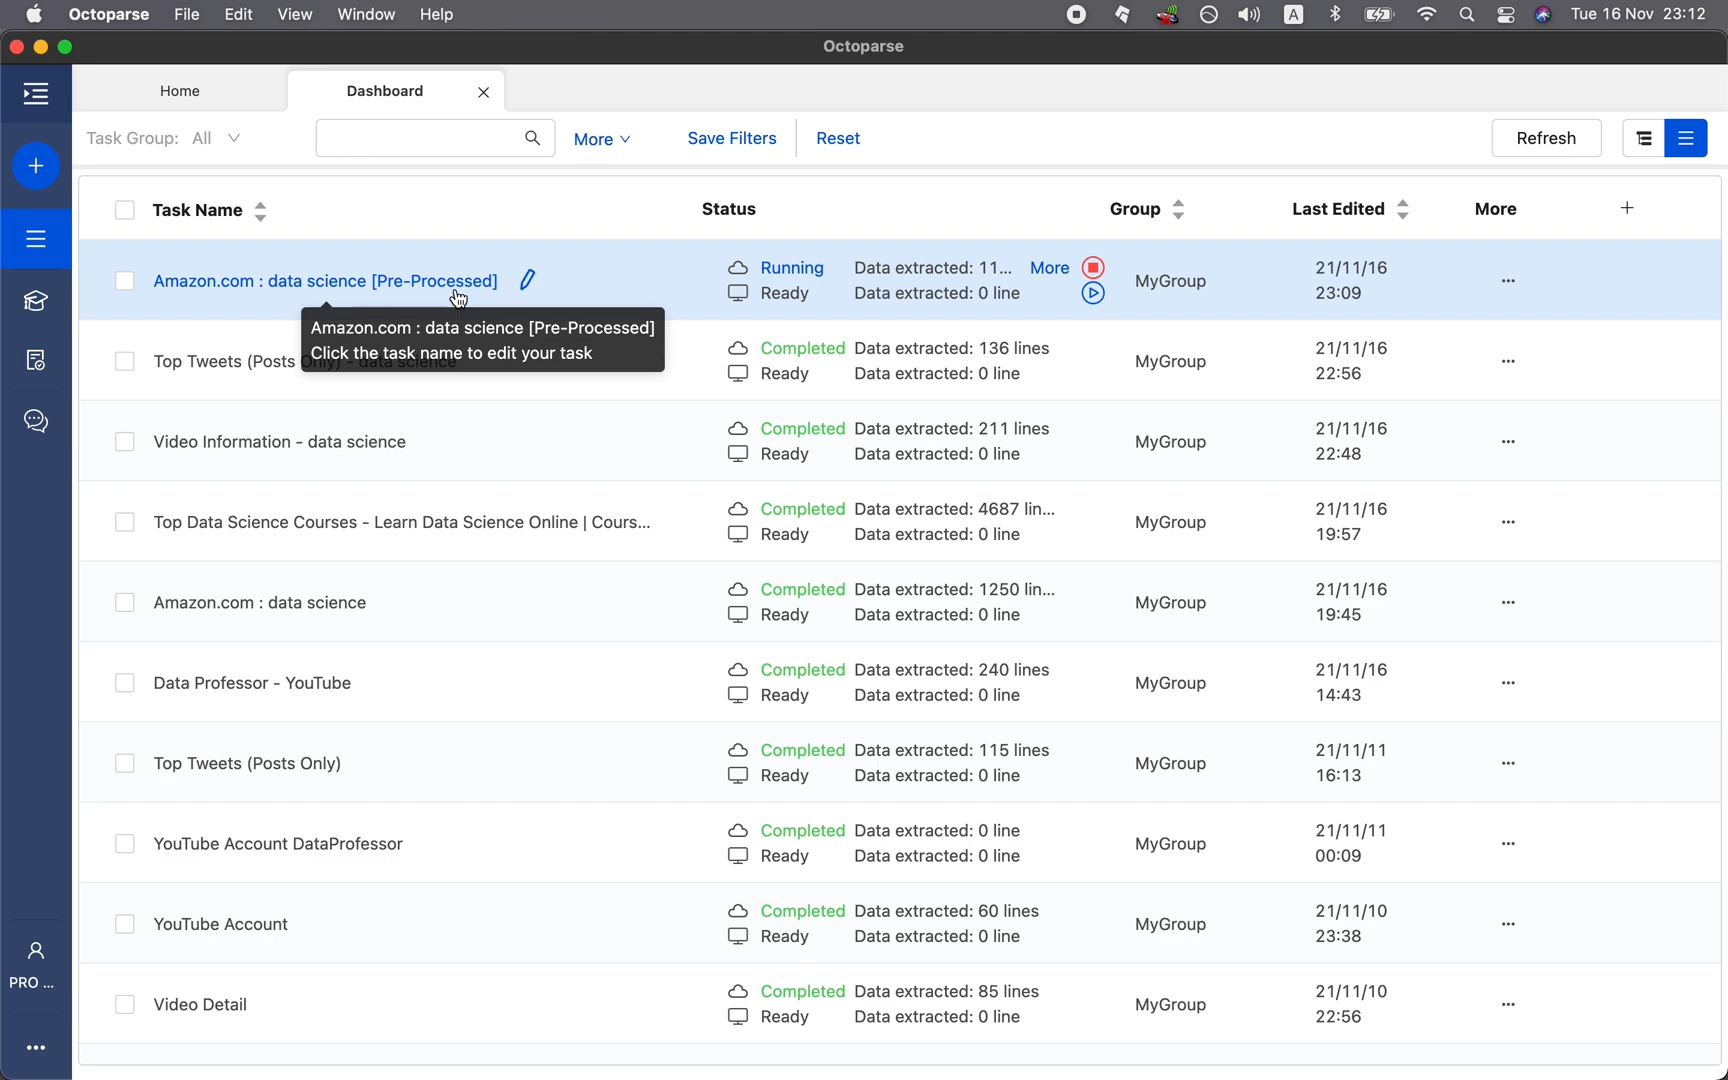 Octoparse File Edit View Window Help A Tue 16 Nov 23:12
Octoparse
Home Dashboard
Task Group: All More Save Filters Reset Refresh
Task Name Status Group Last Edited More +
Amazon.com : data science [Pre-Processed] Running Data extracted: 11... More MyGroup 21/11/16 ...
Ready Data extracted: 0 line 23:09
Amazon.com : data science [Pre-Processed]
Click the task name to edit your task
Top Tweets (Posts Only) - data science Completed Data extracted: 136 lines MyGroup 21/11/16 ...
Ready Data extracted: 0 line 22:56
Video Information - data science Completed Data extracted: 211 lines MyGroup 21/11/16 ...
Ready Data extracted: 0 line 22:48
Top Data Science Courses - Learn Data Science Online | Cours... Completed Data extracted: 4687 lin... MyGroup 21/11/16 ...
Ready Data extracted: 0 line 19:57
Amazon.com : data science Completed Data extracted: 1250 lin... MyGroup 21/11/16 ...
Ready Data extracted: 0 line 19:45
Data Professor - YouTube Completed Data extracted: 240 lines MyGroup 21/11/16 ...
Ready Data extracted: 0 line 14:43
Top Tweets (Posts Only) Completed Data extracted: 115 lines MyGroup 21/11/11 ...
Ready Data extracted: 0 line 16:13
YouTube Account DataProfessor Completed Data extracted: 0 line MyGroup 21/11/11 ...
Ready Data extracted: 0 line 00:09
YouTube Account Completed Data extracted: 60 lines MyGroup 21/11/10 ...
Ready Data extracted: 0 line 23:38
Video Detail Completed Data extracted: 85 lines MyGroup 21/11/10 ...
Ready Data extracted: 0 line 22:56
PRO ...